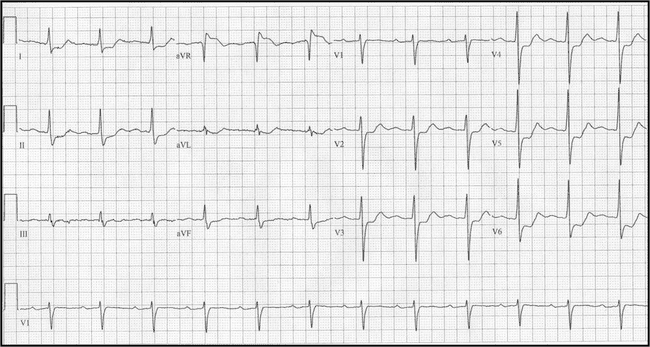 I aVR V1 V4
II aVL V2 V5
III aVF V3 V6
V1